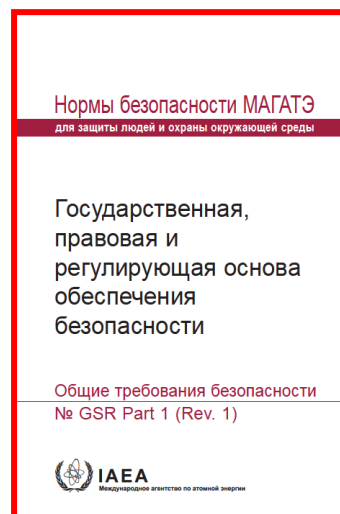 Нормы безопасности МАГАТЭ
для защиты людей и охраны окружающей среды
Государственная,
правовая и
регулирующая основа
обеспечения
безопасности
Общие требования безопасности
№ GSR Part 1 (Rev. 1)
IAEA
Международное агентство по атомной энергии